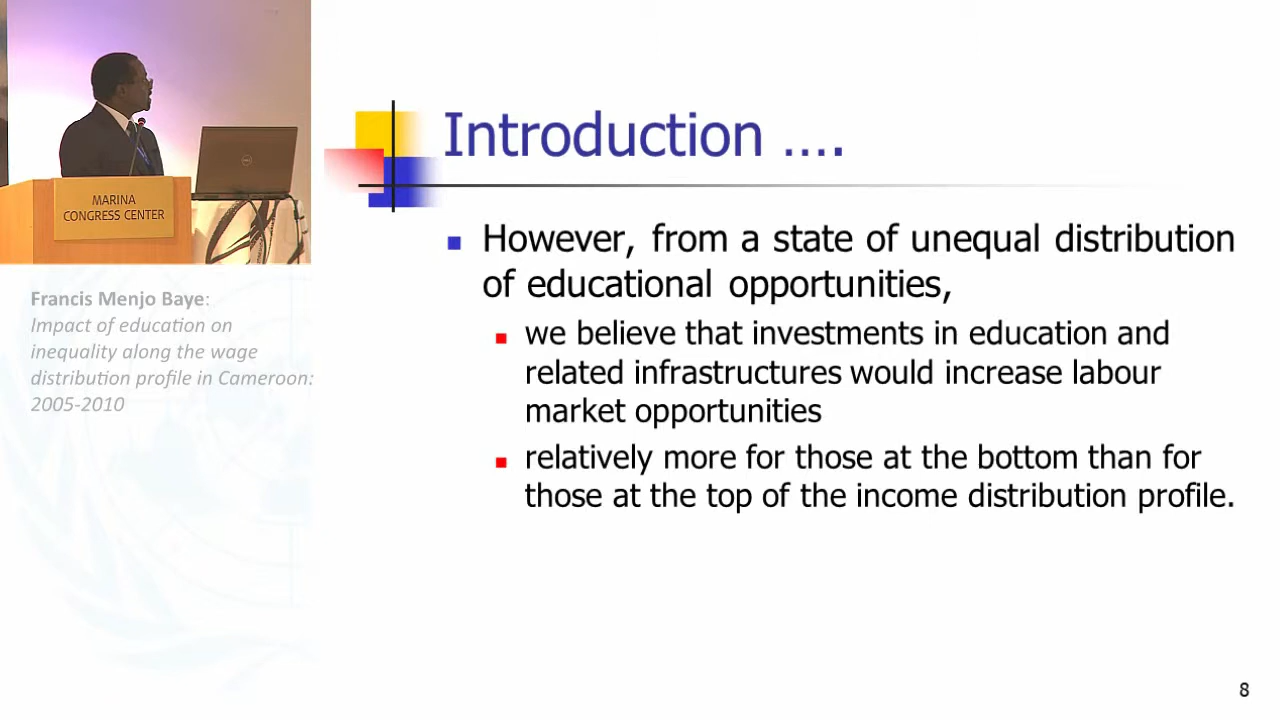 MARINA
CONGRESS CENTER
Francis Menjo Baye:
Impact of education on
inequality along the wage
distribution profile in Cameroon:
2005-2010
Introduction ....
However, from a state of unequal distribution
of educational opportunities,
we believe that investments in education and
related infrastructures would increase labour
market opportunities
relatively more for those at the bottom than for
those at the top of the income distribution profile.
8